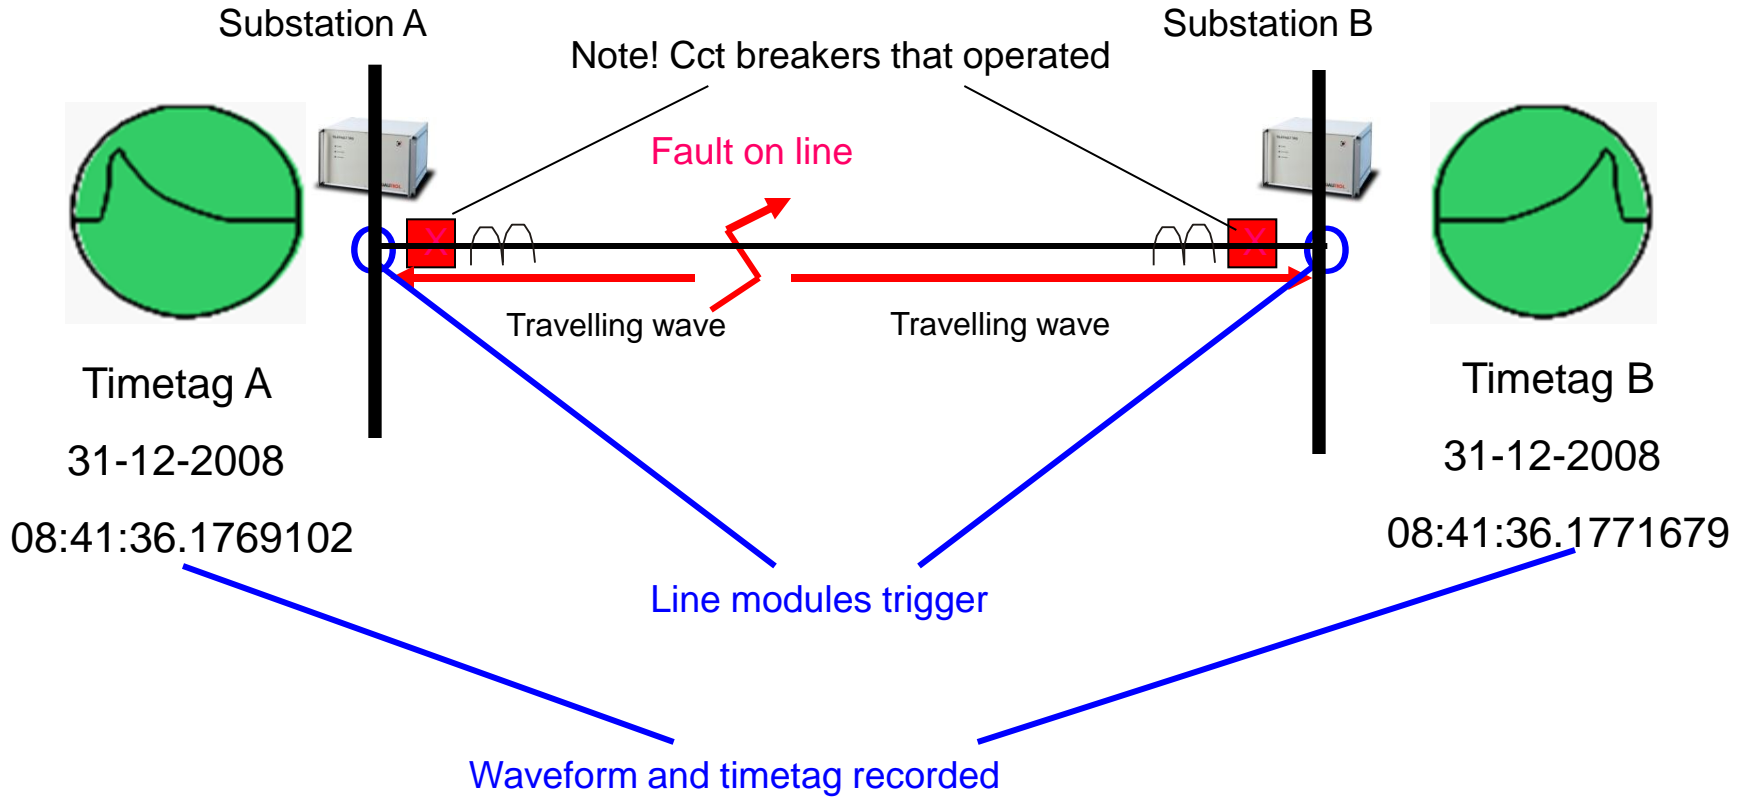 Substation A
Substation B
Note! Cct breakers that operated
Fault on line
X
X
Travelling wave
Travelling wave
Timetag A
31-12-2008
08:41:36.1769102
Timetag B
31-12-2008
08:41:36.1771679
Line modules trigger
Waveform and timetag recorded